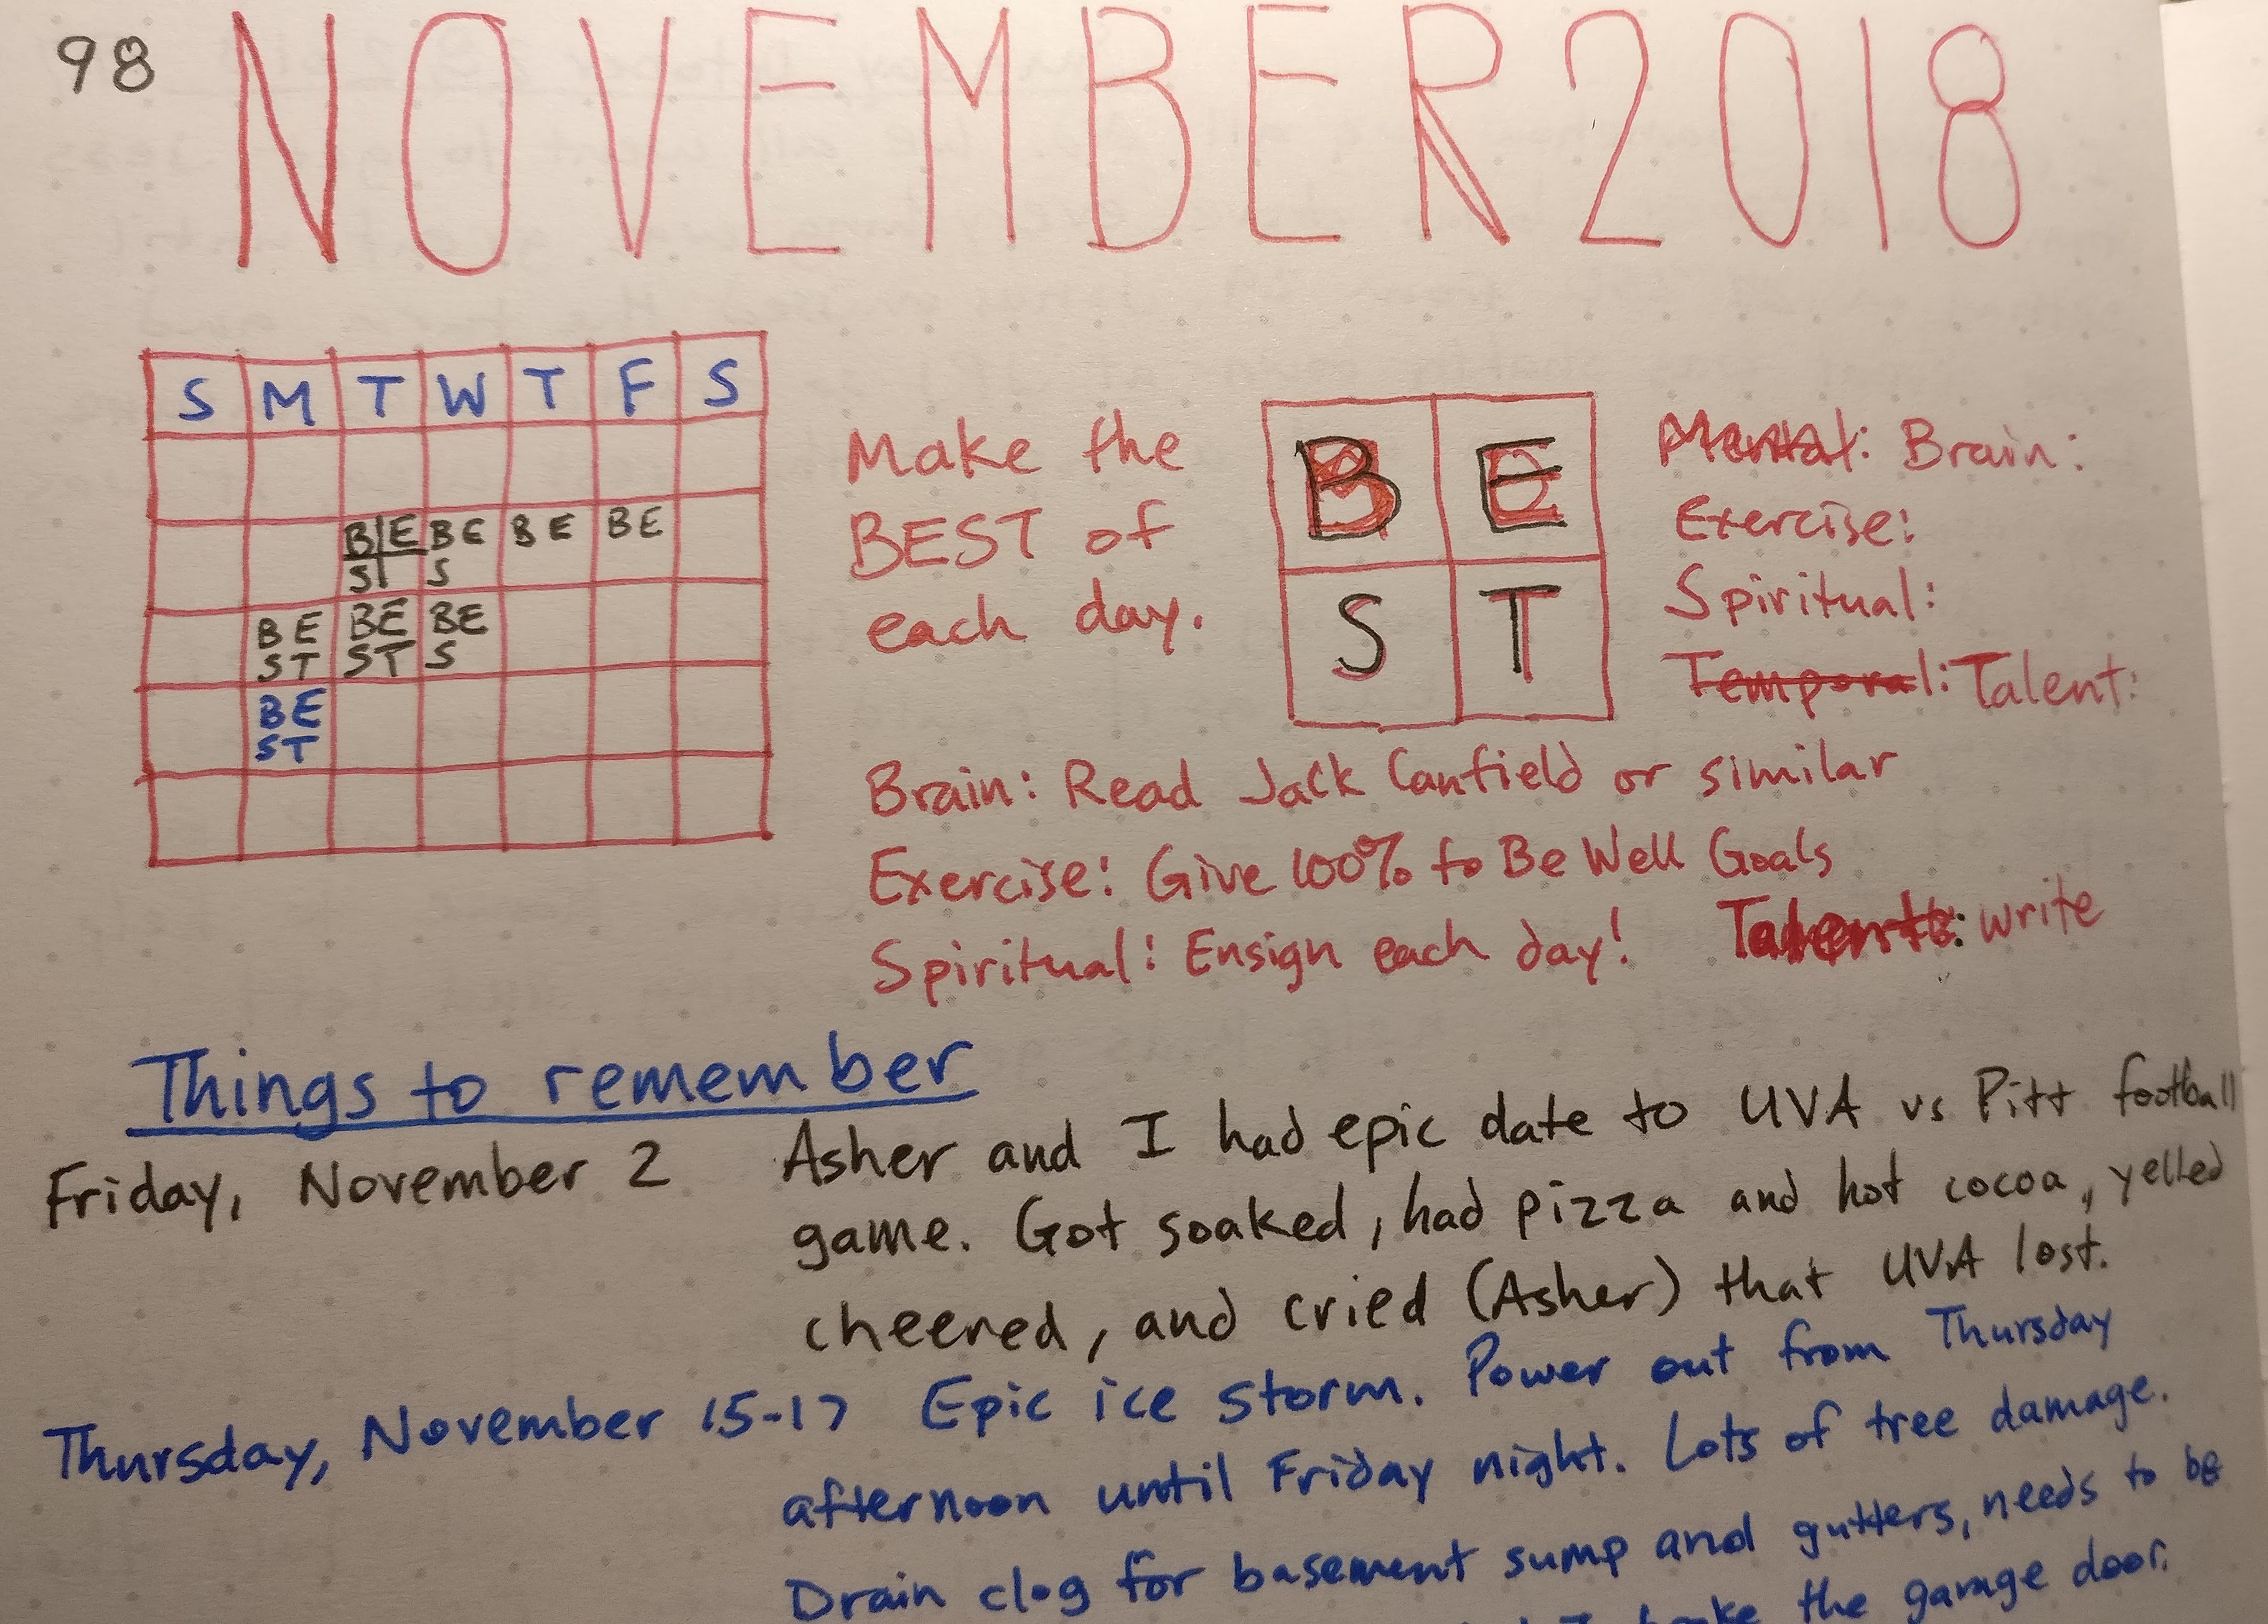 98 NOVEMBER 2018
S M T W T F S
BE BE BE BE
S S
BE BE BE
ST ST S
BE
ST
Make the
BEST of
each day.
B E
S T
Mental: Brain:
Exercise:
Spiritual:
Temporal: Talent:
Brain: Read Jack Canfield or similar
Exercise: Give 100% to Be Well Goals
Spiritual: Ensign each day! Talent: write
Things to remember
Friday, November 2 Asher and I had epic date to UVA vs Pitt football
game. Got soaked, had pizza and hot cocoa, yelled
cheered, and cried (Asher) that UVA lost.
Thursday, November 15-17 Epic ice storm. Power out from Thursday
afternoon until Friday night. Lots of tree damage.
Drain clog for basement sump and gutters, needs to be
I broke the garage door.